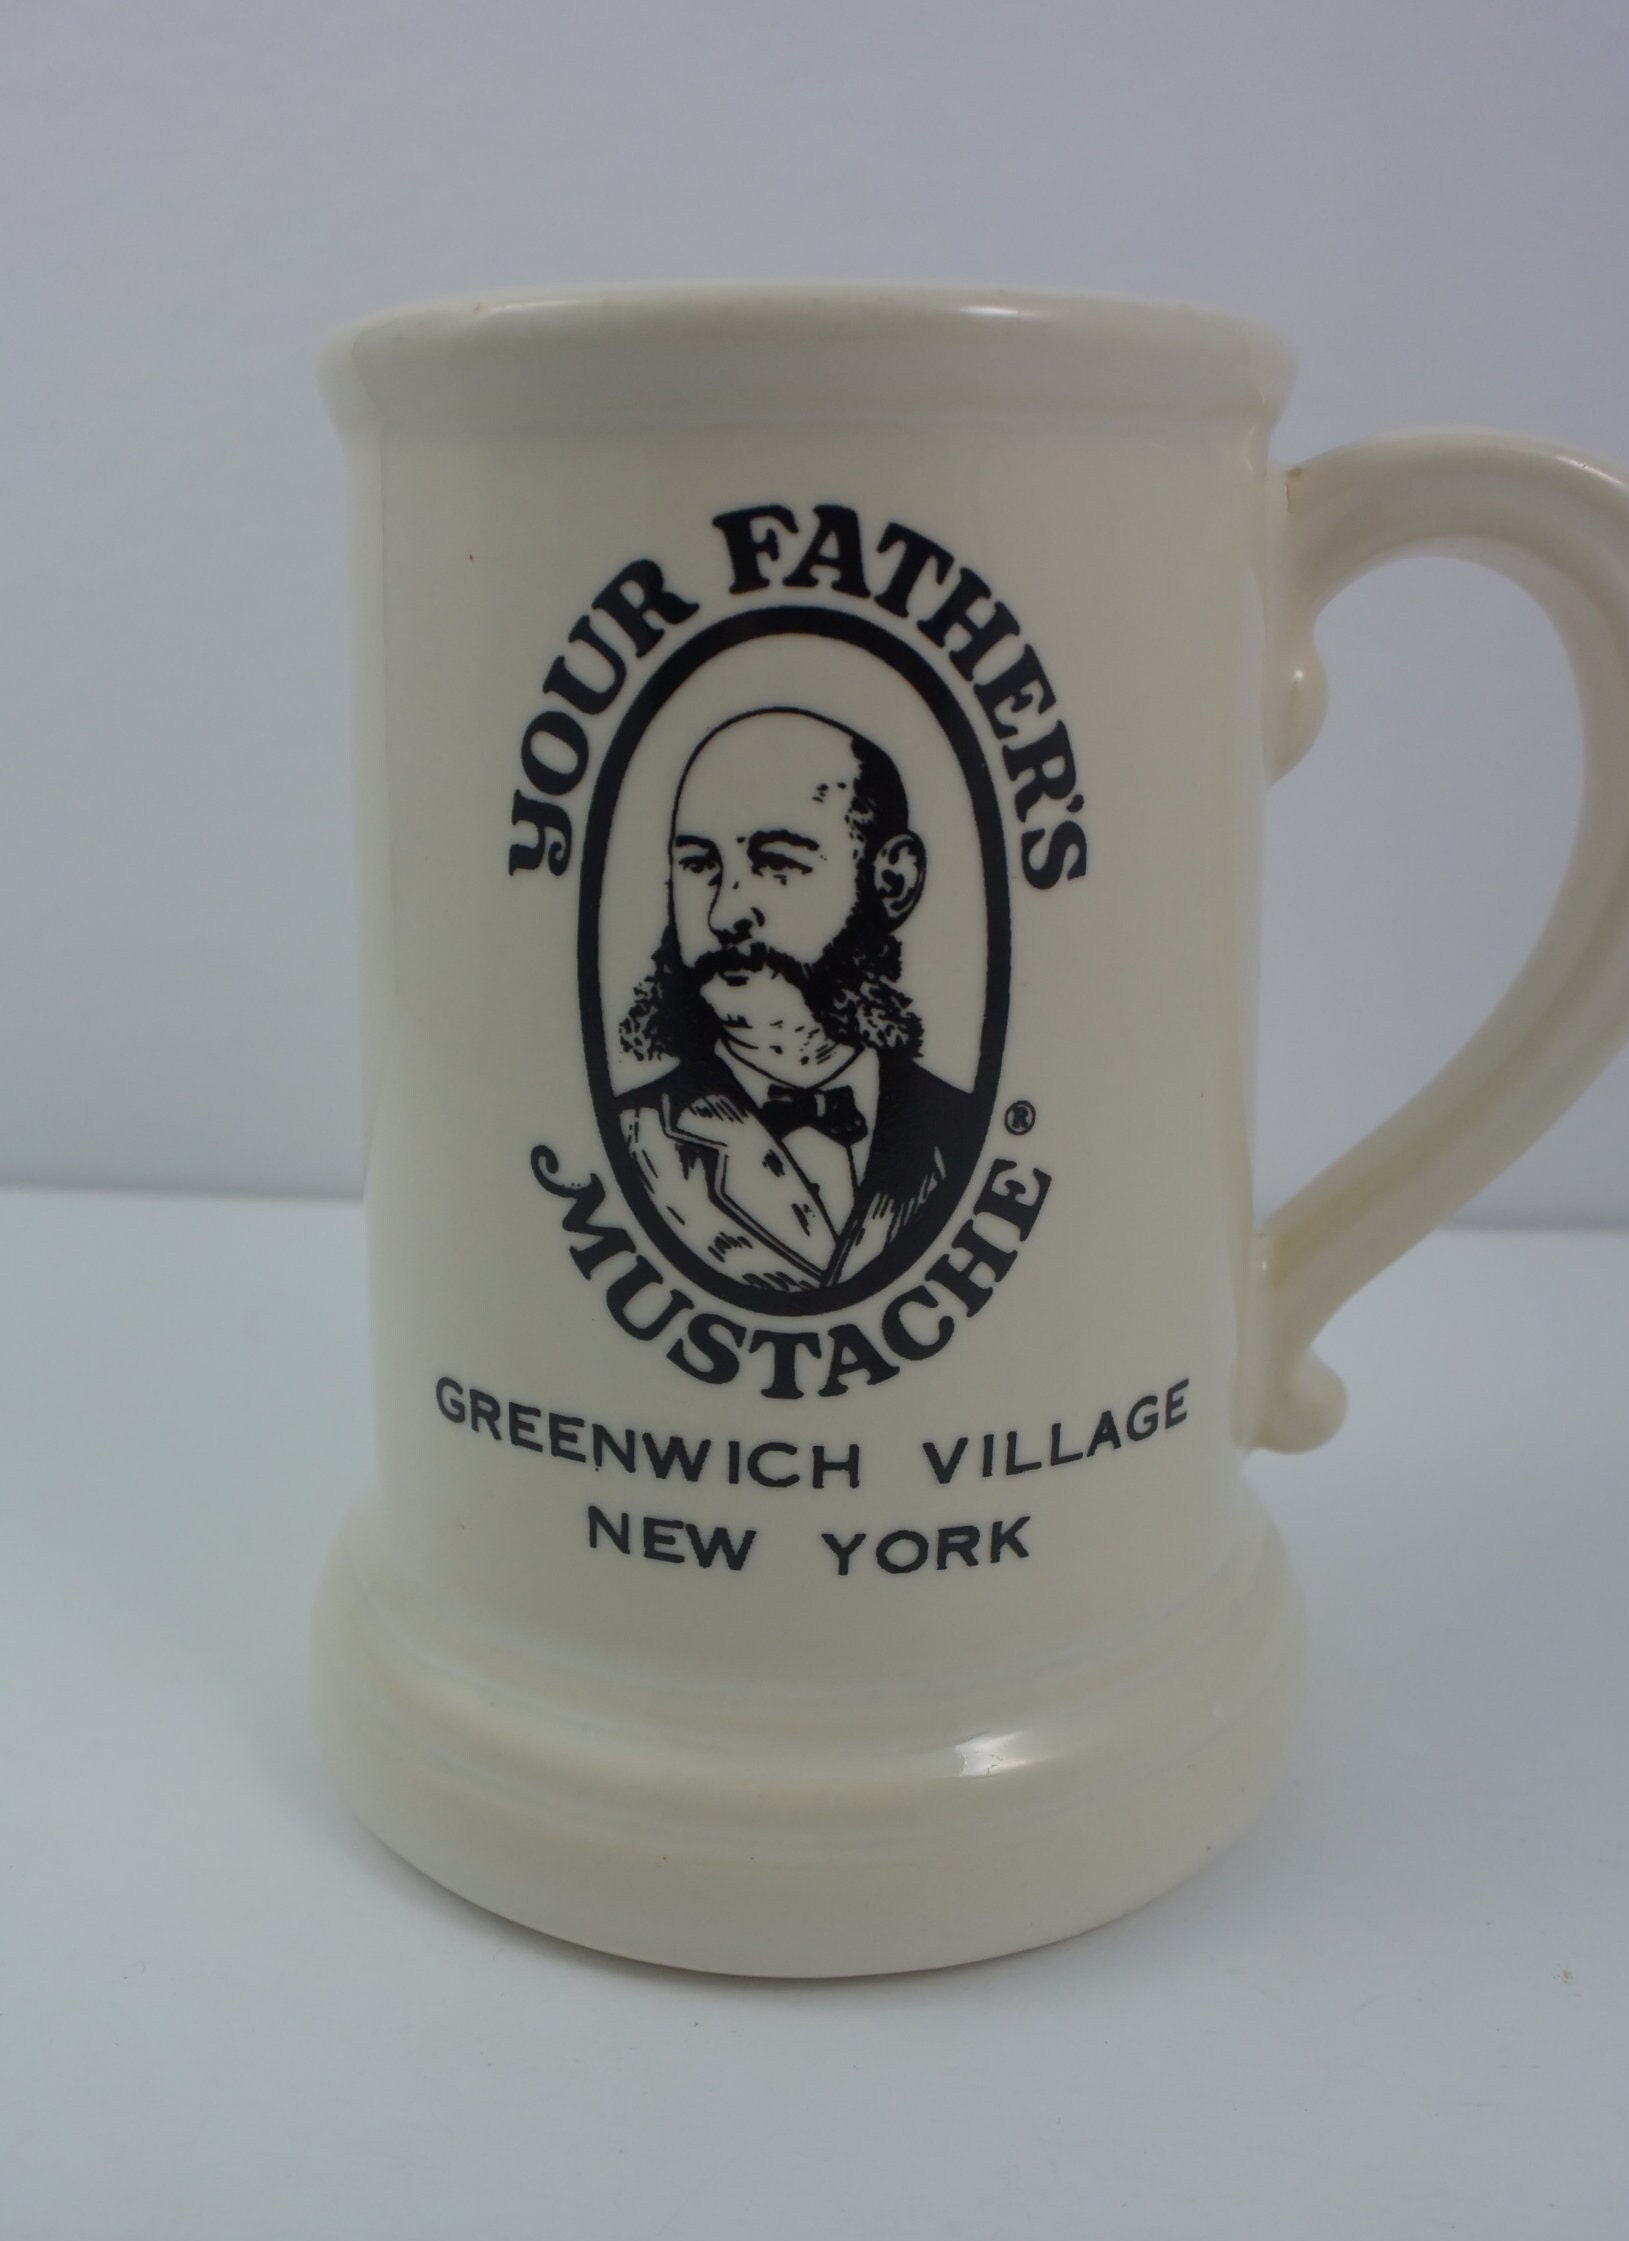 YOUR FATHER'S
MUSTACHE ®
GREENWICH VILLAGE
NEW YORK